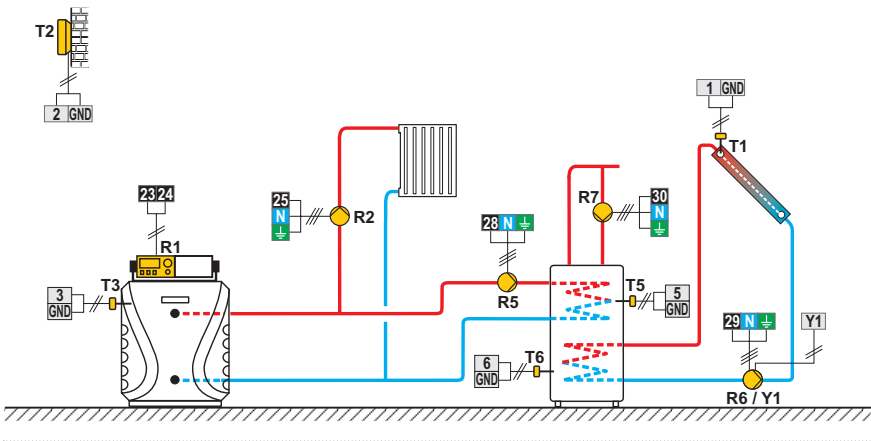 T2
2 GND
1 GND
T1
23 24
R1
25
N
R2
R7
30
N
28 N
R5
T3
3
GND
T5
5
GND
T6
6
GND
29 N
Y1
R6 / Y1